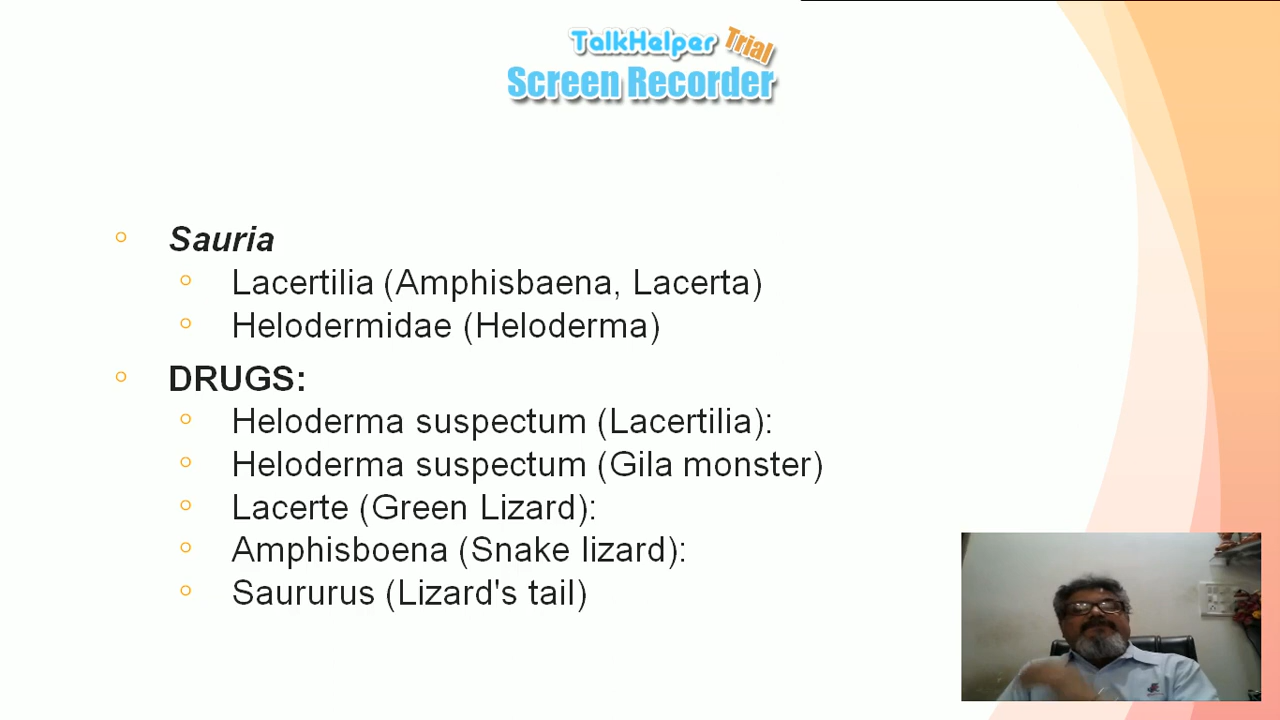 TalkHelper Trial
Screen Recorder
Sauria
Lacertilia (Amphisbaena, Lacerta)
Helodermidae (Heloderma)
DRUGS:
Heloderma suspectum (Lacertilia):
Heloderma suspectum (Gila monster)
Lacerte (Green Lizard):
Amphisboena (Snake lizard):
Saururus (Lizard's tail)